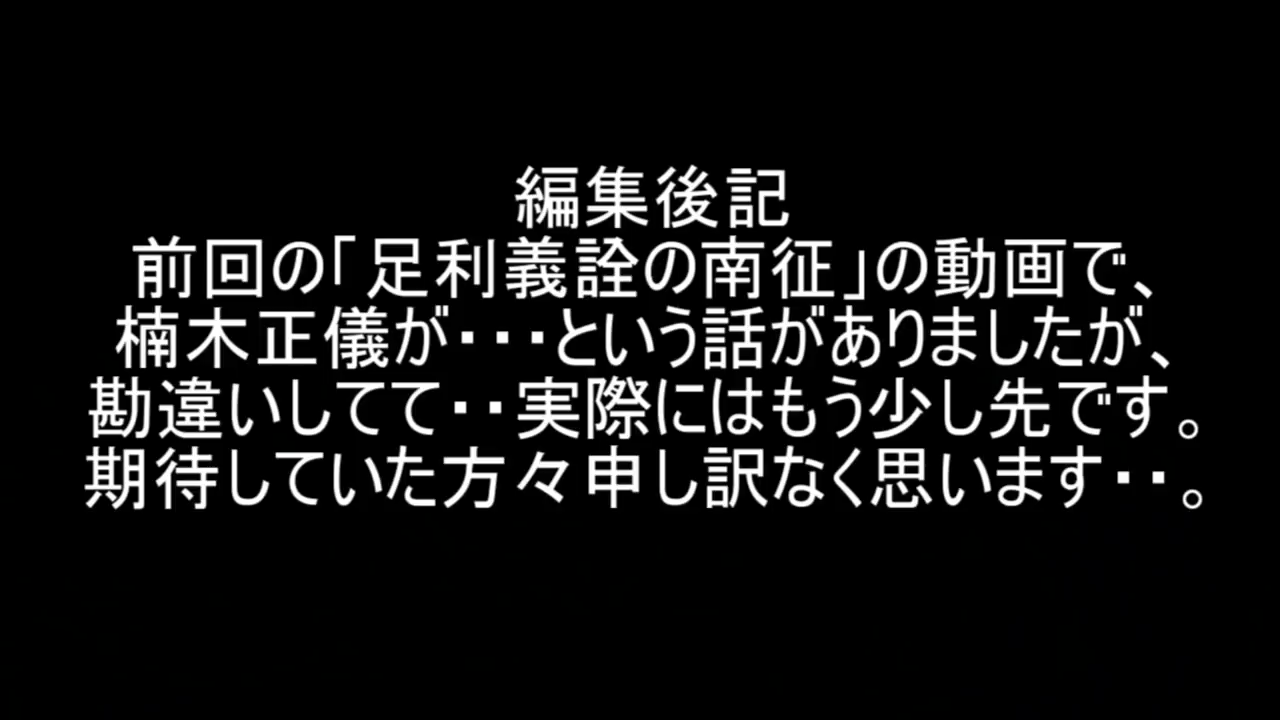 編集後記
前回の「足利義詮の南征」の動画で、
楠木正儀が・・・という話がありましたが、
勘違いしてて・・実際にはもう少し先です。
期待していた方々申し訳なく思います・・。